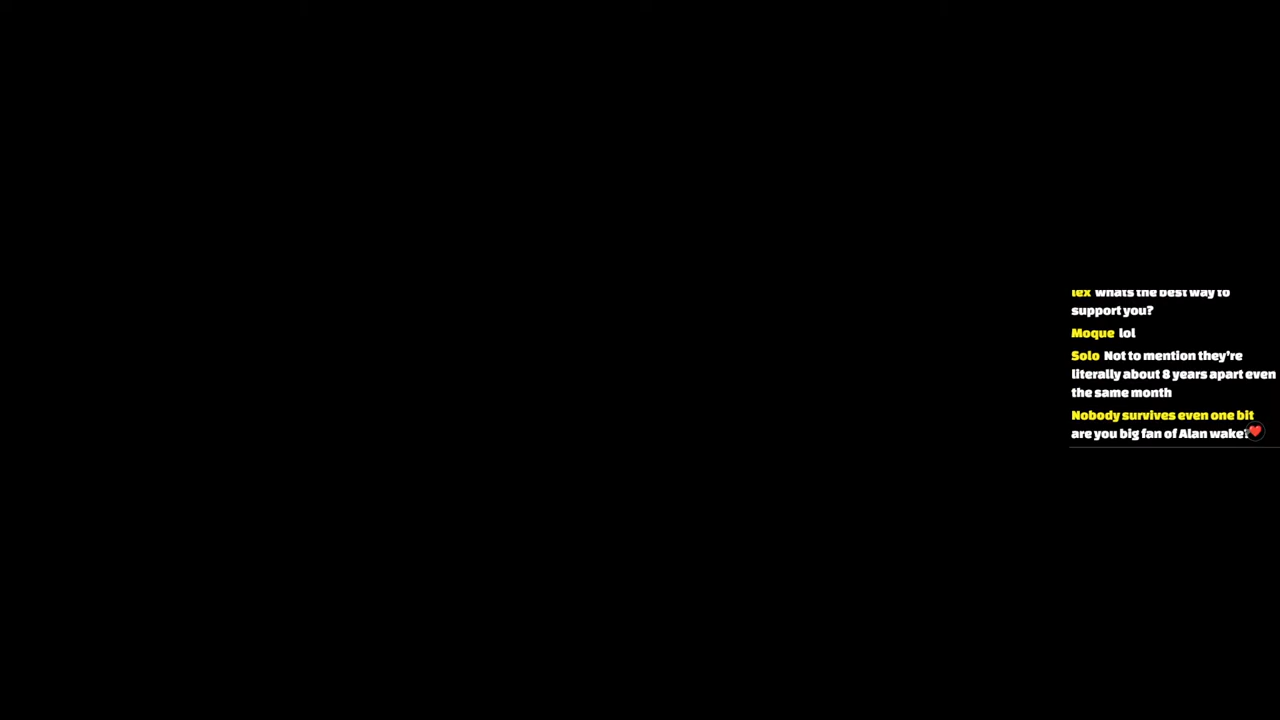 whats the best way to
support you?
Moque lol
Solo Not to mention they're
literally about 8 years apart even
the same month
Nobody survives even one bit
are you big fan of Alan wake?